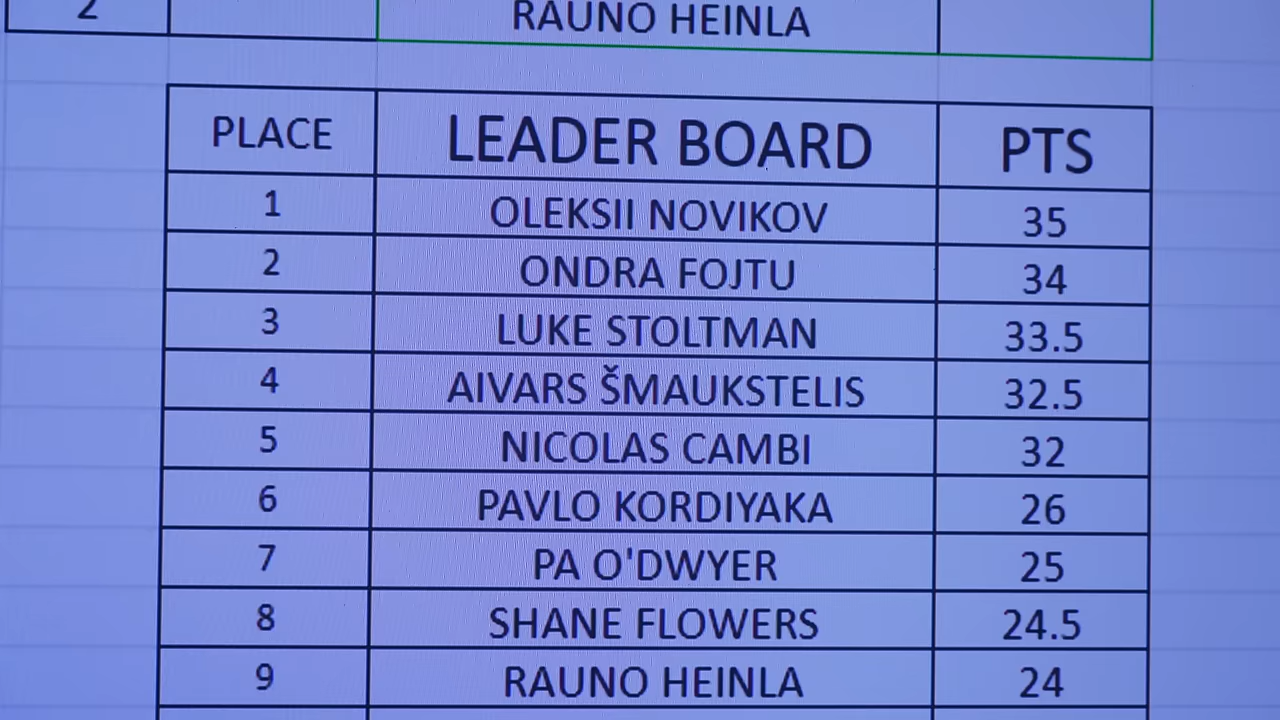 2 RAUNO HEINLA
PLACE LEADER BOARD PTS
1 OLEKSII NOVIKOV 35
2 ONDRA FOJTU 34
3 LUKE STOLTMAN 33.5
4 AIVARS ŠMAUKSTELIS 32.5
5 NICOLAS CAMBI 32
6 PAVLO KORDIYAKA 26
7 PA O'DWYER 25
8 SHANE FLOWERS 24.5
9 RAUNO HEINLA 24